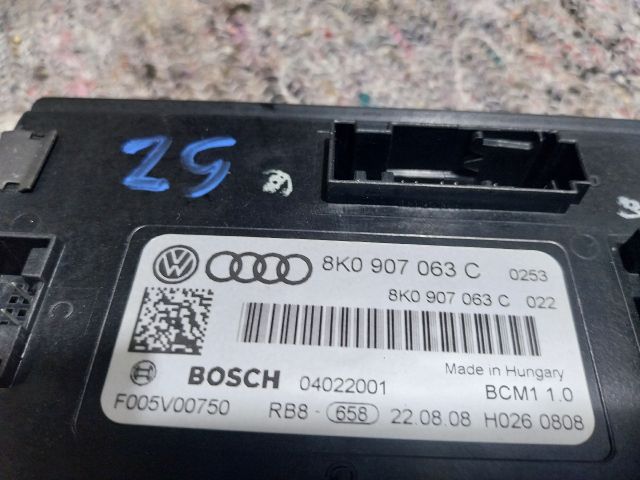 25
8K0 907 063 C 0253
8K0 907 063 C 022
Made in Hungary
BOSCH 04022001 BCM1 1.0
F005V00750 RB8- 658 22.08.08 H026 0808